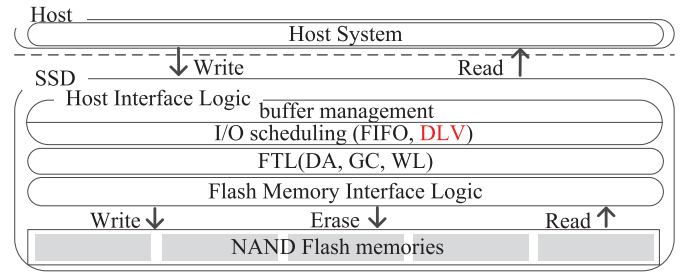 Host
Host System
Write
Read
SSD
Host Interface Logic
buffer management
I/O scheduling (FIFO, DLV)
FTL(DA, GC, WL)
Flash Memory Interface Logic
Write
Erase
Read
NAND Flash memories